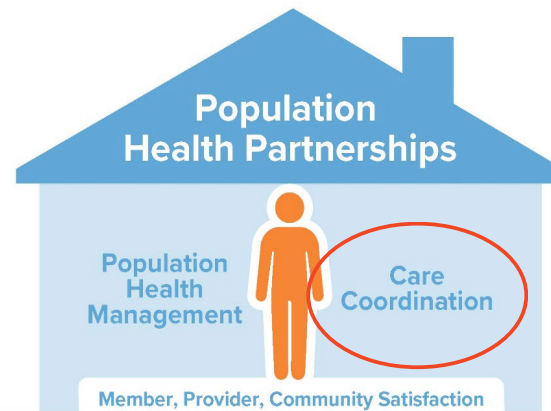 Population
Health Partnerships
Population
Health
Management
Care
Coordination
Member, Provider, Community Satisfaction